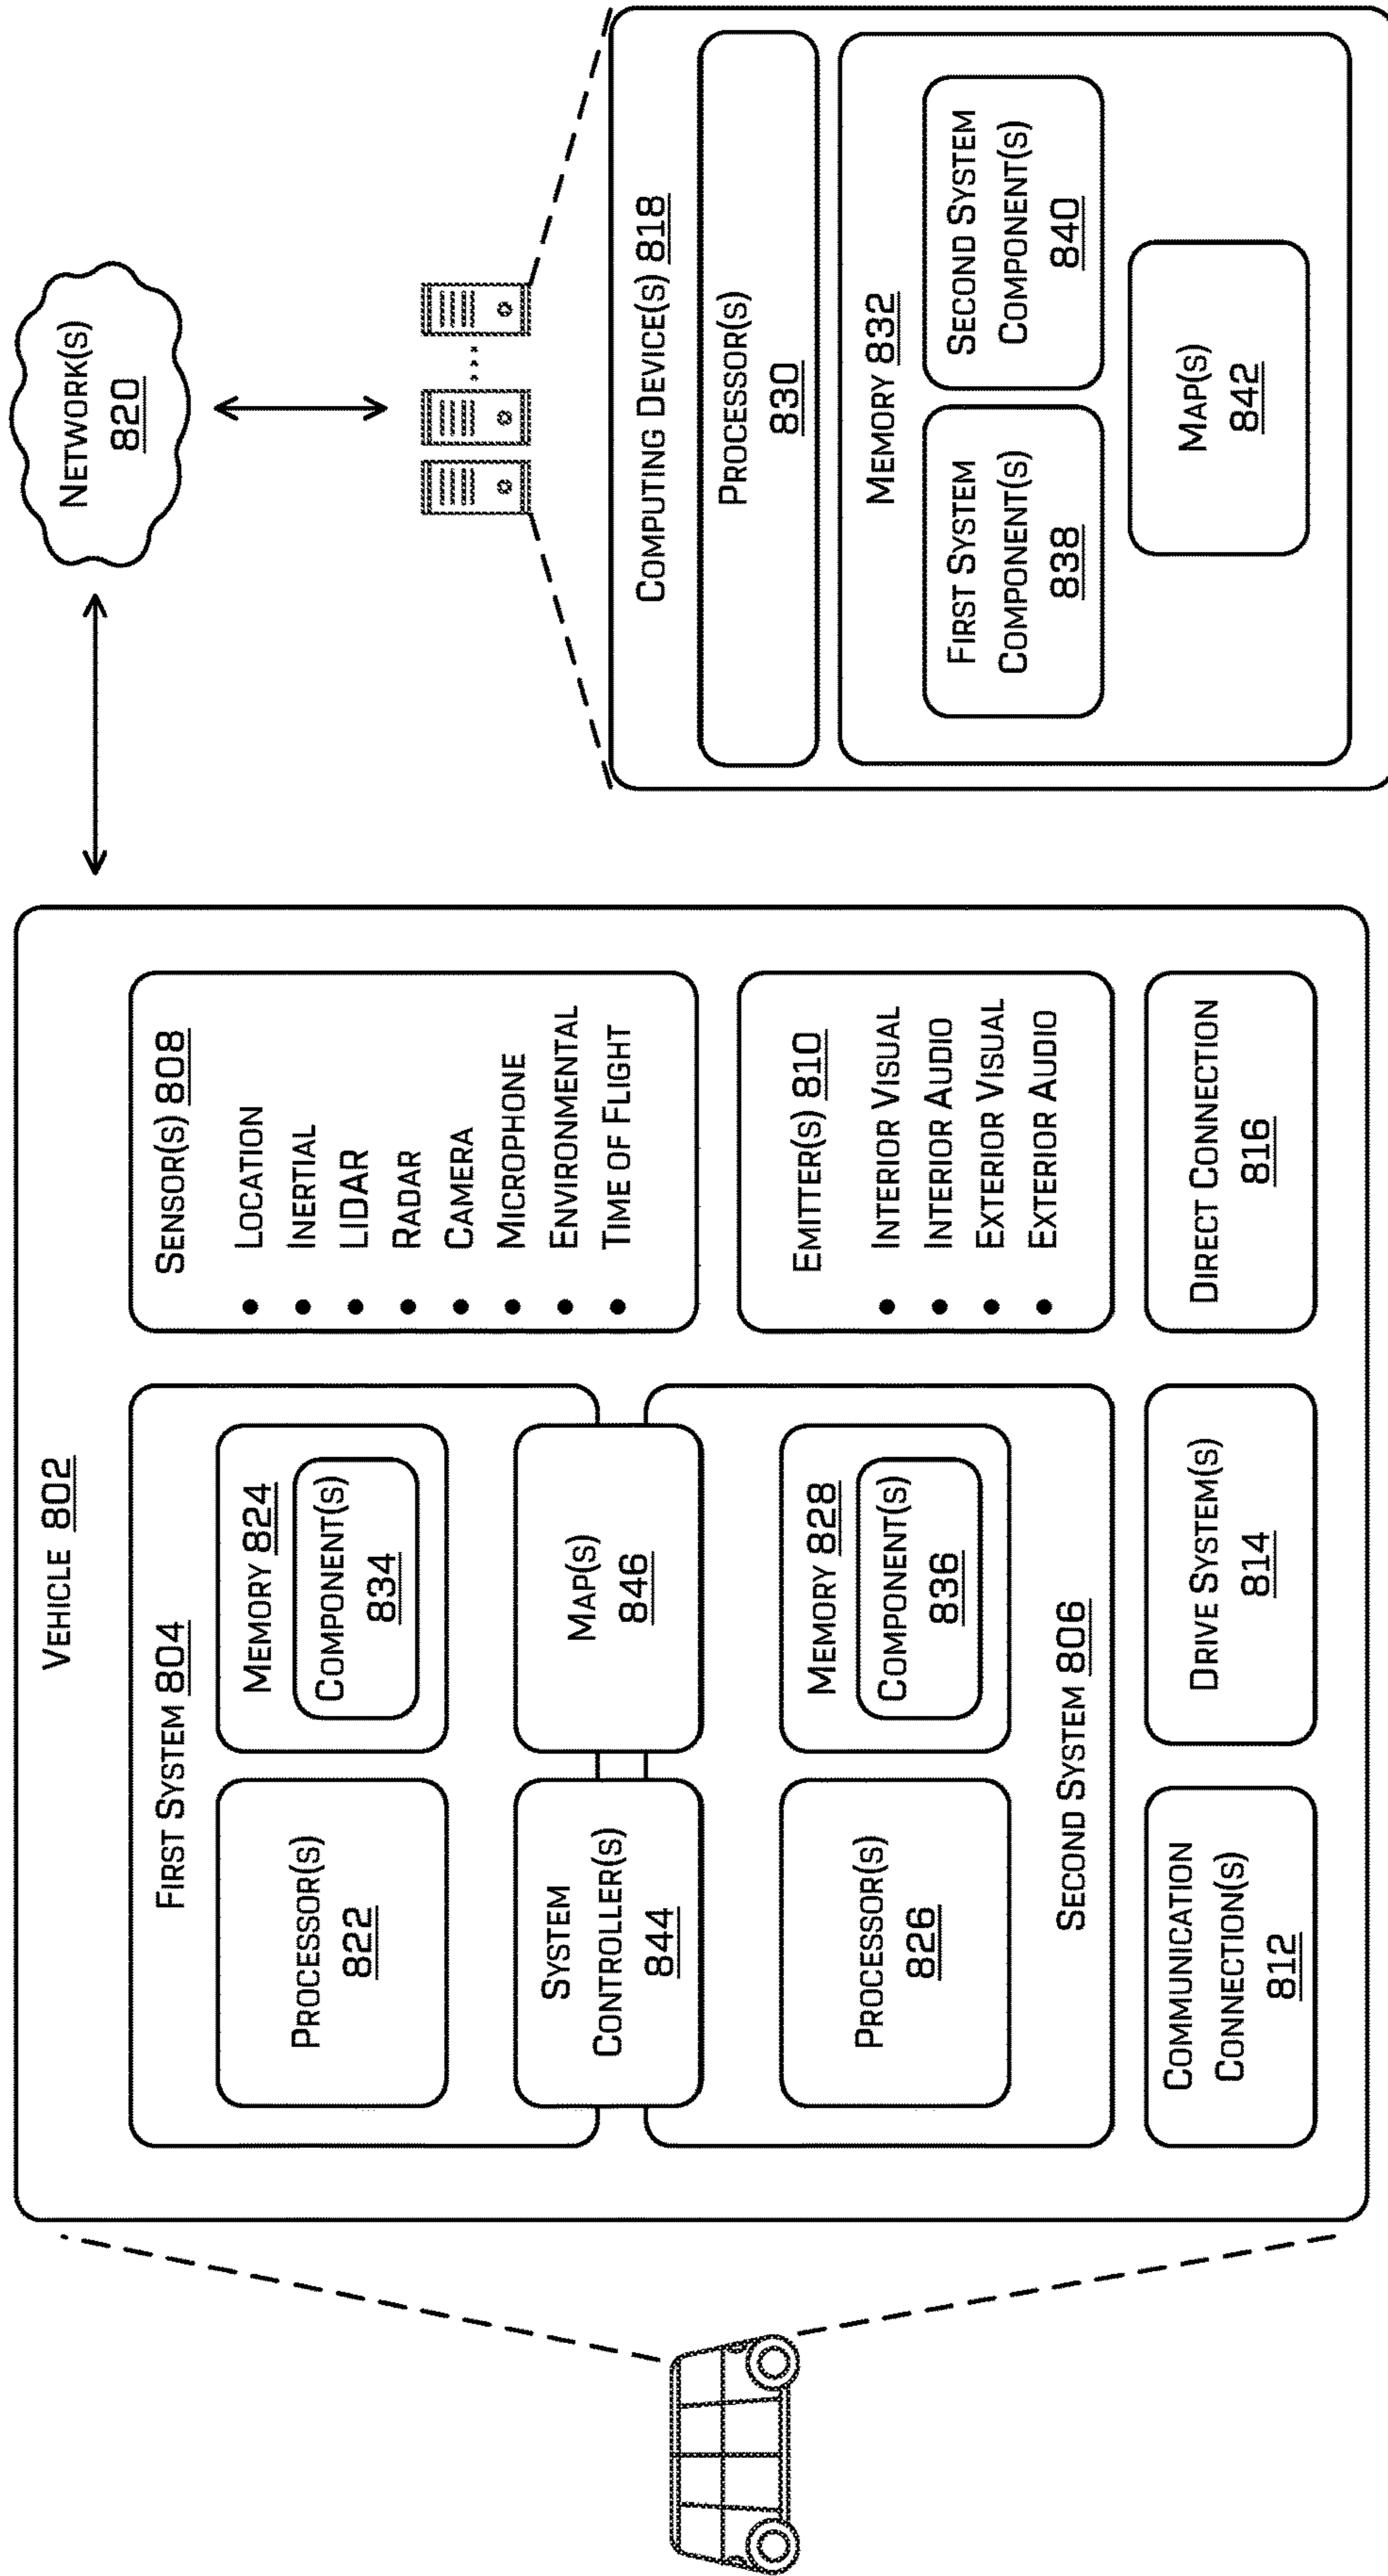 VEHICLE 802
FIRST SYSTEM 804
PROCESSOR(S)
822
MEMORY 824
COMPONENT(S)
834
SYSTEM
CONTROLLER(S)
844
MAP(S)
846
PROCESSOR(S)
826
MEMORY 828
COMPONENT(S)
836
SECOND SYSTEM 806
SENSOR(S) 808
• LOCATION
• INERTIAL
• LIDAR
• RADAR
• CAMERA
• MICROPHONE
• ENVIRONMENTAL
• TIME OF FLIGHT
EMITTER(S) 810
• INTERIOR VISUAL
• INTERIOR AUDIO
• EXTERIOR VISUAL
• EXTERIOR AUDIO
COMMUNICATION
CONNECTION(S)
812
DRIVE SYSTEM(S)
814
DIRECT CONNECTION
816
NETWORK(S)
820
COMPUTING DEVICE(S) 818
PROCESSOR(S)
830
MEMORY 832
FIRST SYSTEM
COMPONENT(S)
838
SECOND SYSTEM
COMPONENT(S)
840
MAP(S)
842